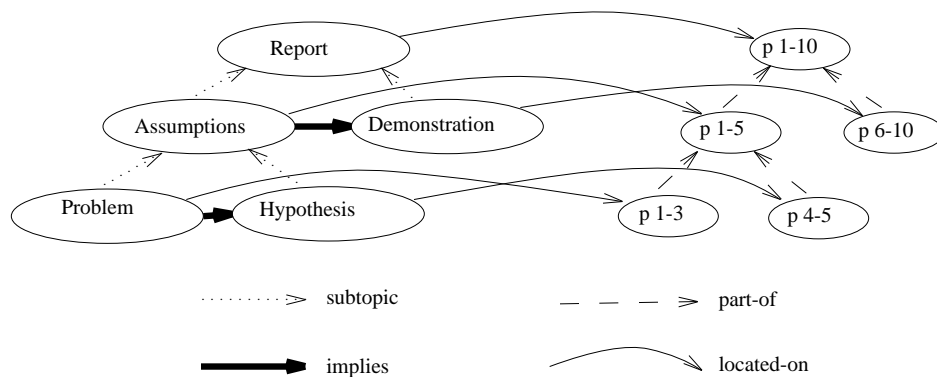 Report
p 1-10
Assumptions
Demonstration
p 1-5
p 6-10
Problem
Hypothesis
p 1-3
p 4-5
subtopic
part-of
implies
located-on